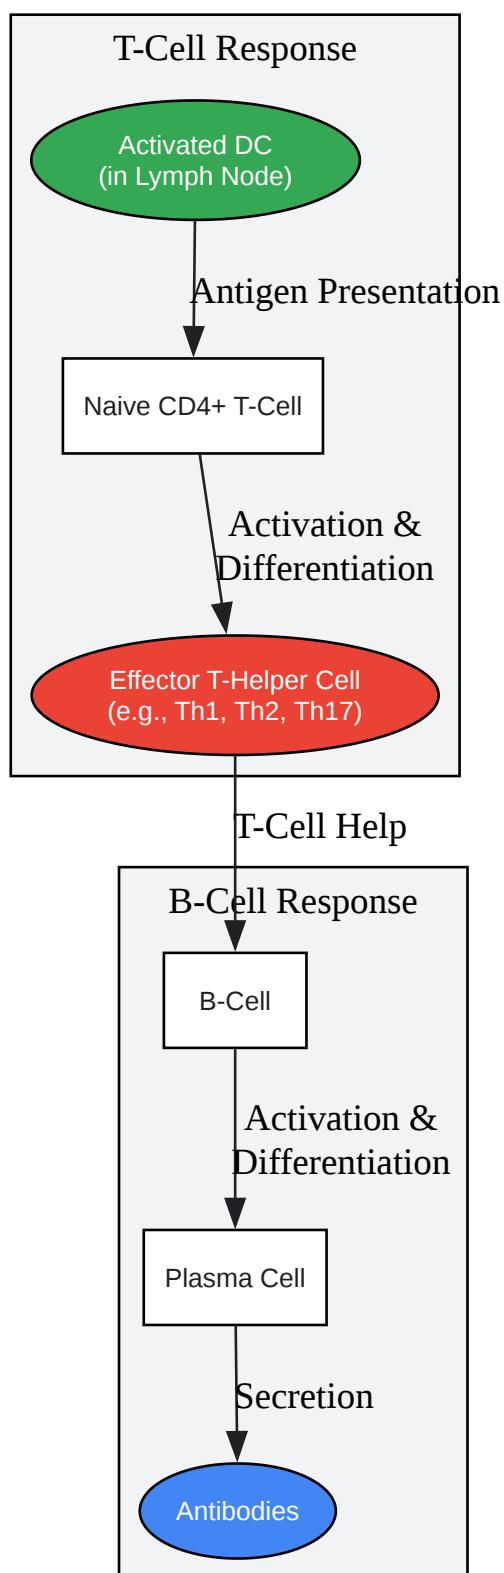 T-Cell Response
Activated DC
(in Lymph Node)
Antigen Presentation
Naive CD4+ T-Cell
Activation &
Differentiation
Effector T-Helper Cell
(e.g., Th1, Th2, Th17)
T-Cell Help
B-Cell Response
B-Cell
Activation &
Differentiation
Plasma Cell
Secretion
Antibodies